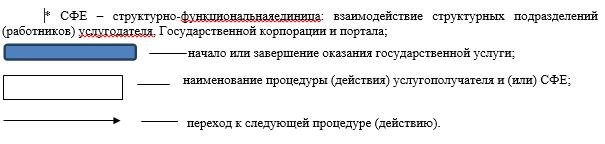 * СФЕ – структурно-функциональнаяединица: взаимодействие структурных подразделений
(работников) услугодателя, Государственной корпорации и портала;
начало или завершение оказания государственной услуги;
наименование процедуры (действия) услугополучателя и (или) СФЕ;
переход к следующей процедуре (действию).